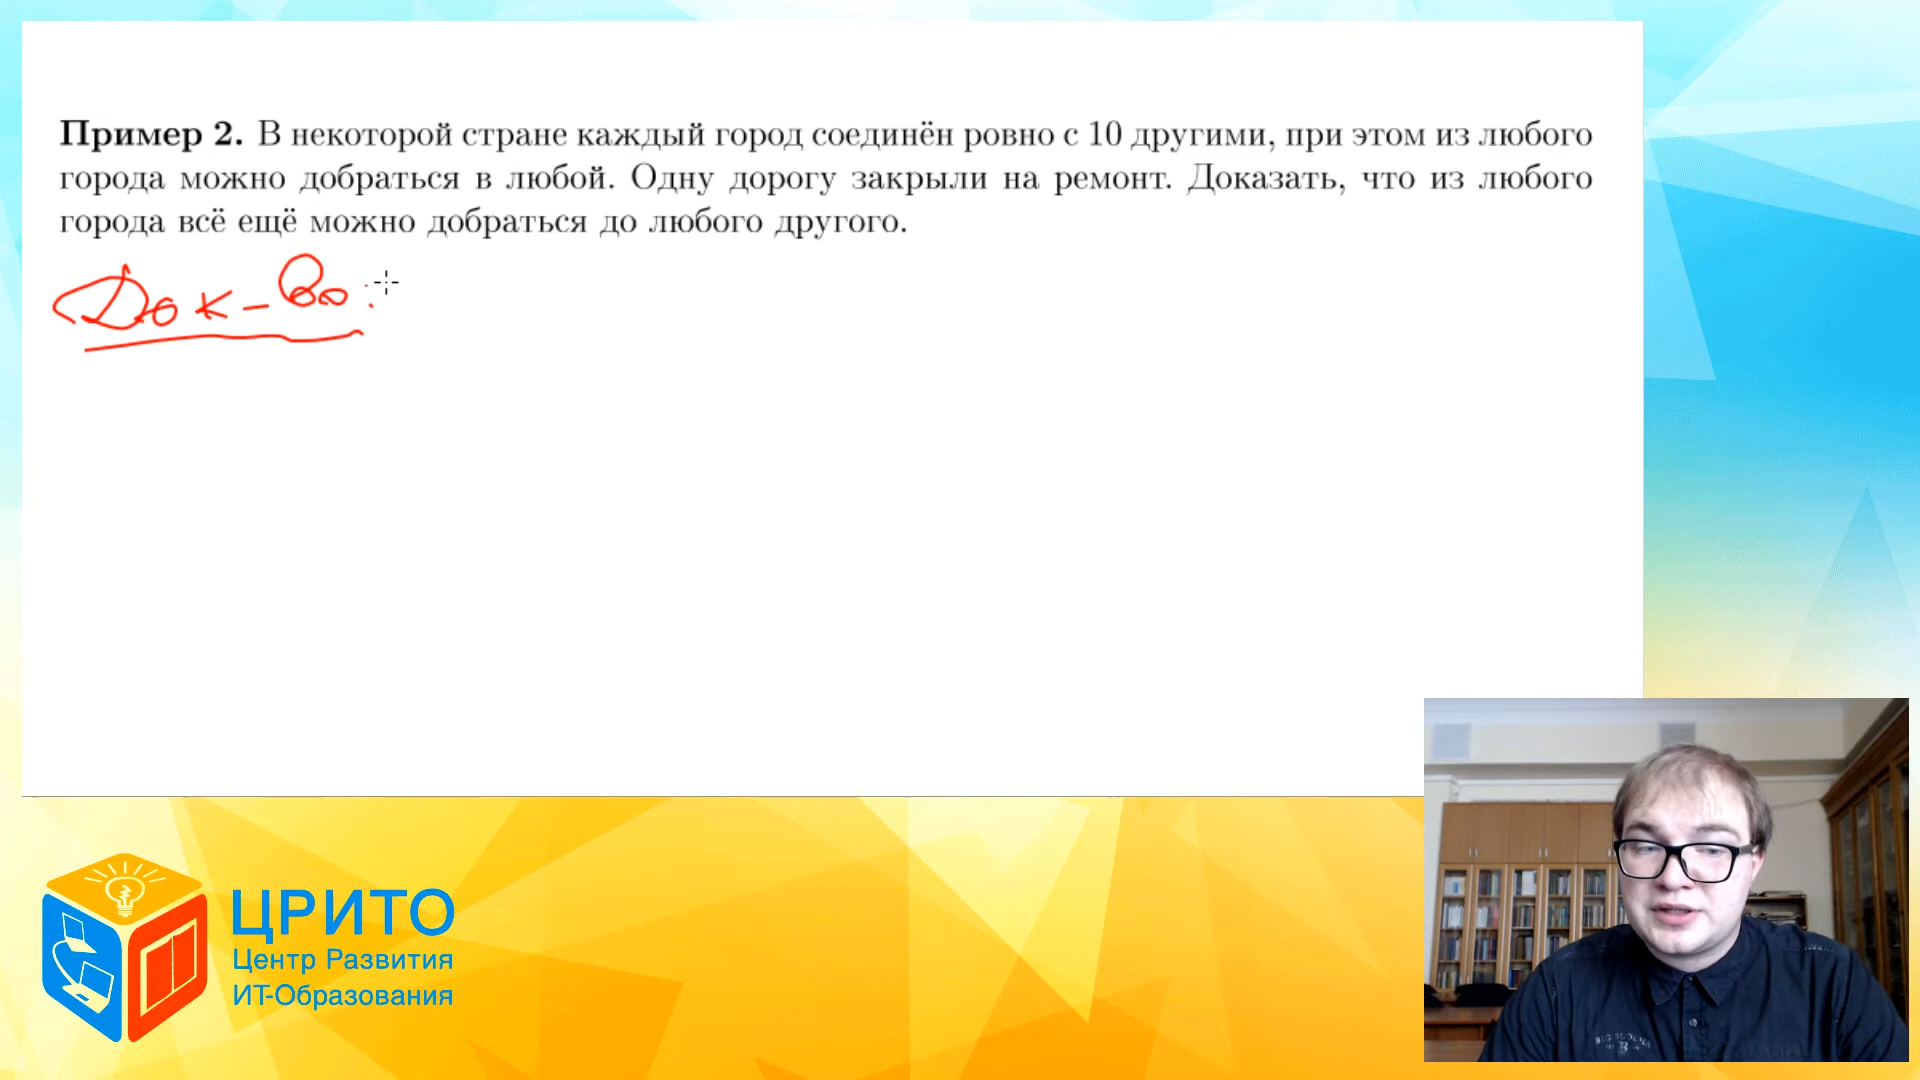 Пример 2. В некоторой стране каждый город соединён ровно с 10 другими, при этом из любого
города можно добраться в любой. Одну дорогу закрыли на ремонт. Доказать, что из любого
города всё ещё можно добраться до любого другого.
Док-во:
ЦРИТО
Центр Развития
ИТ-Образования